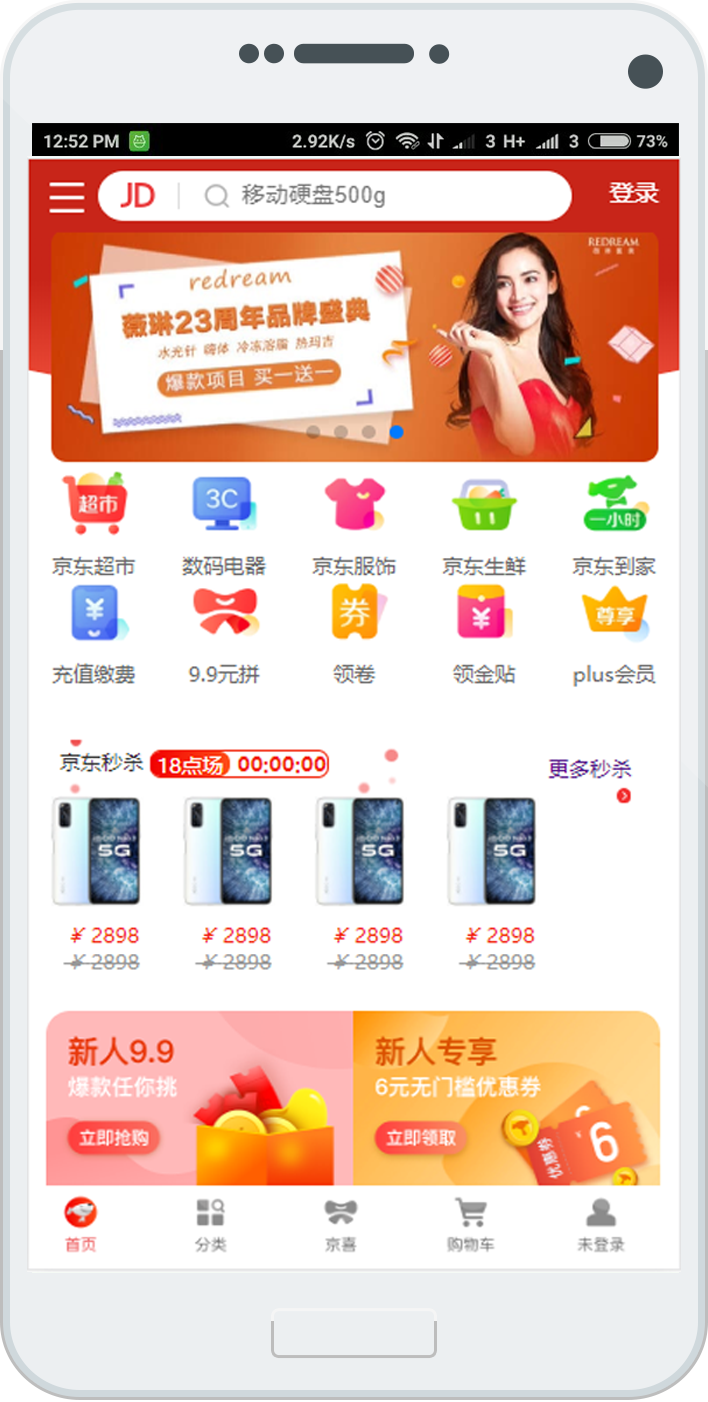 12:52 PM 2.92K/s 3 H+ 3 73%
JD 移动硬盘500g 登录
REDREAM
redream
薇琳23周年品牌盛典
水光针 嗨体 冷冻溶脂 热玛吉
爆款项目 买一送一
超市 3C 一小时
京东超市 数码电器 京东服饰 京东生鲜 京东到家
¥ 券 ¥ 尊享
充值缴费 9.9元拼 领卷 领金贴 plus会员
京东秒杀 18点场 00:00:00 更多秒杀
5G 5G 5G 5G
¥ 2898 ¥ 2898 ¥ 2898 ¥ 2898
¥ 2898 ¥ 2898 ¥ 2898 ¥ 2898
新人9.9 新人专享
爆款任你挑 6元无门槛优惠券
立即抢购 立即领取
优惠券 6
首页 分类 京喜 购物车 未登录